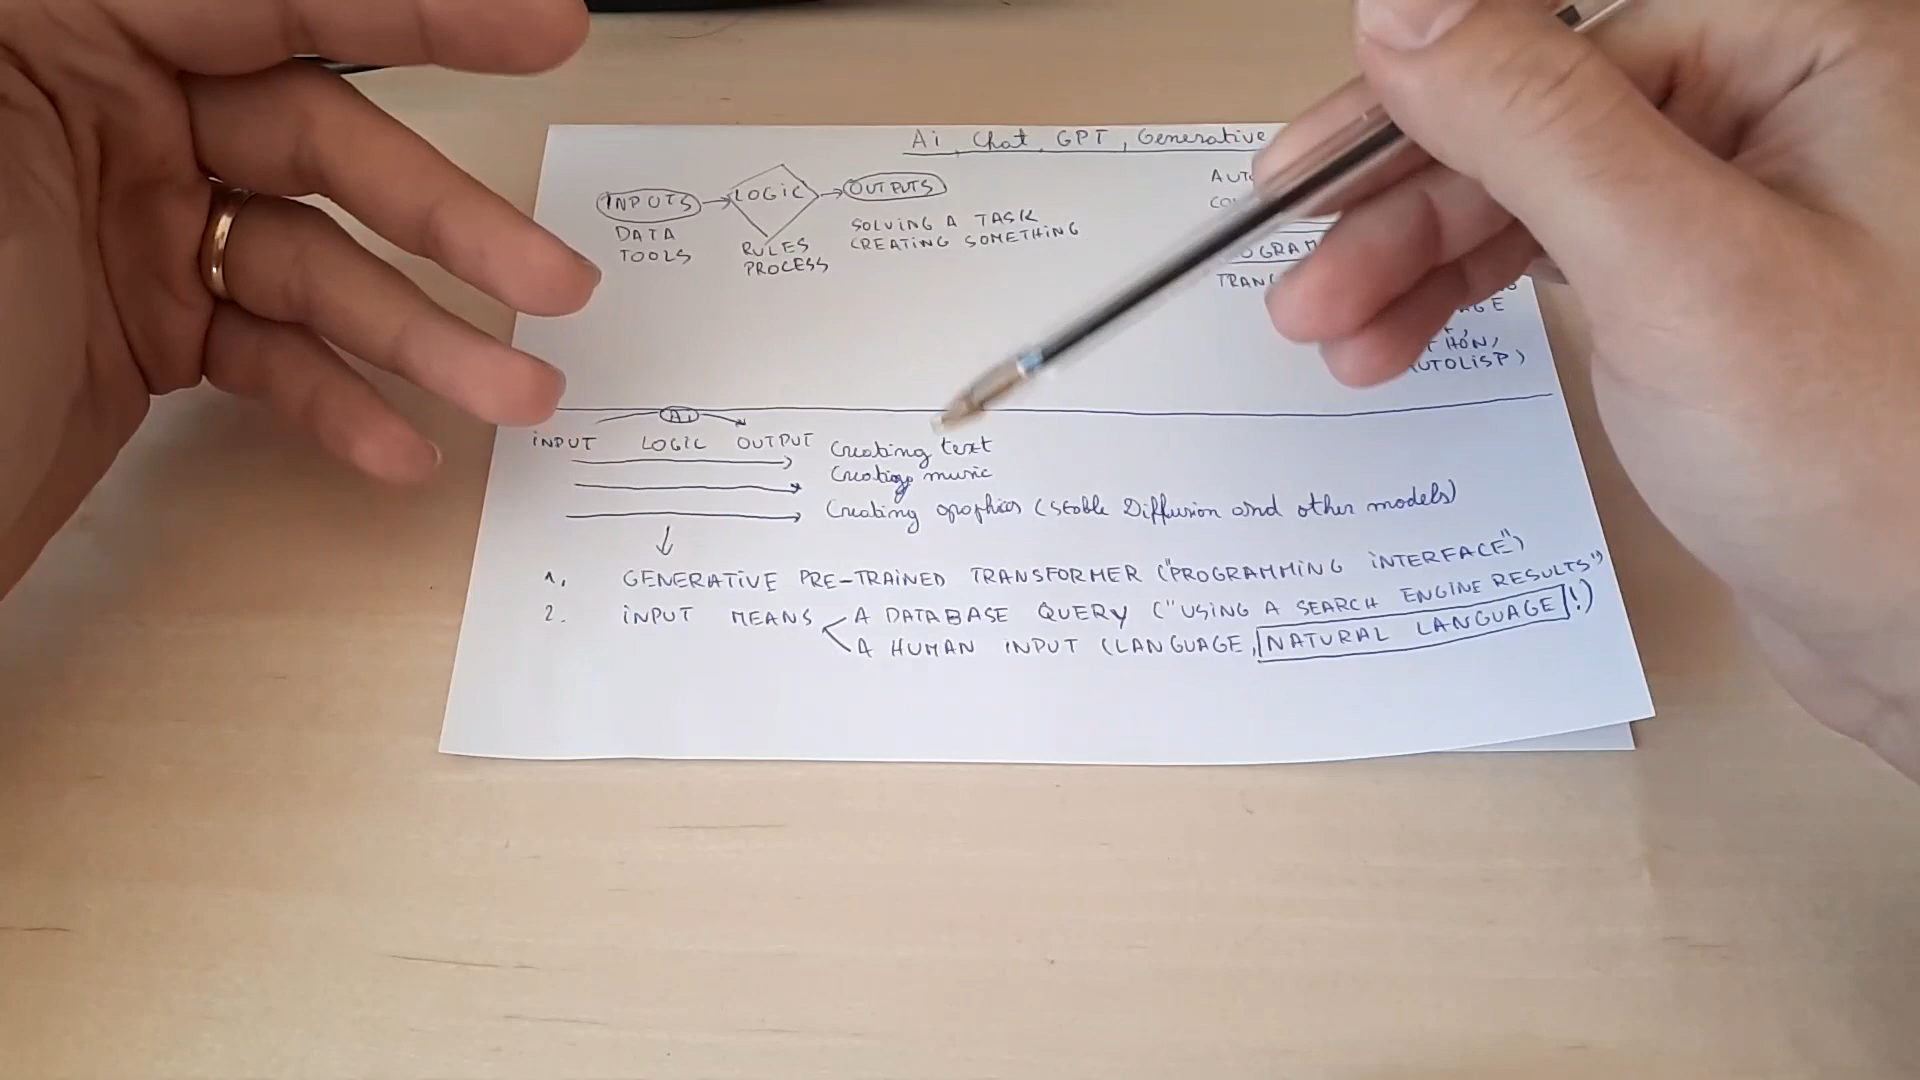 Ai, Chat GPT, Generative
INPUTS → LOGIC → OUTPUTS
DATA
TOOLS
RULES
PROCESS
SOLVING A TASK
CREATING SOMETHING
AUTOLISP)
Ai
INPUT LOGIC OUTPUT
Creating text
Creating music
Creating graphics (Stable Diffusion and other models)
1. GENERATIVE PRE-TRAINED TRANSFORMER ("PROGRAMMING INTERFACE")
2. INPUT MEANS A DATABASE QUERY ("USING A SEARCH ENGINE RESULTS")
A HUMAN INPUT (LANGUAGE, NATURAL LANGUAGE!)